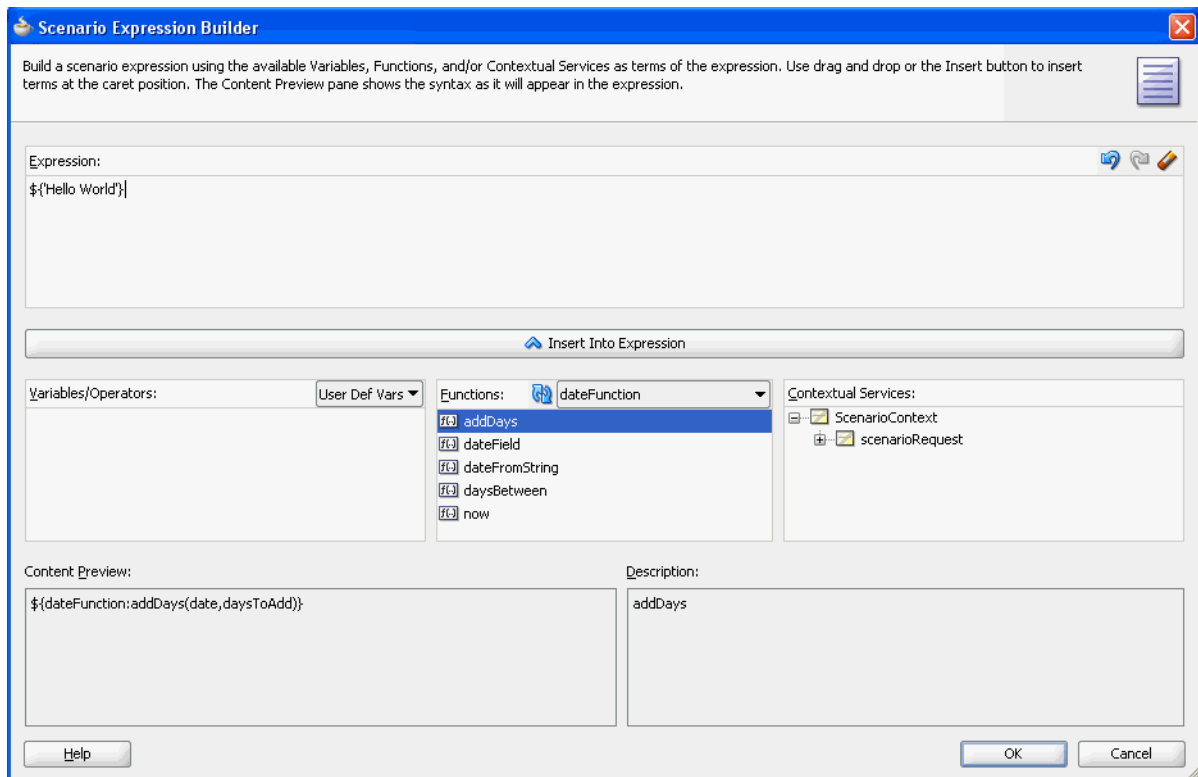 Scenario Expression Builder
Build a scenario expression using the available Variables, Functions, and/or Contextual Services as terms of the expression. Use drag and drop or the Insert button to insert
terms at the caret position. The Content Preview pane shows the syntax as it will appear in the expression.
Expression:
${'Hello World'}
Insert Into Expression
Variables/Operators:
User Def Vars
Functions:
dateFunction
f(.) addDays
f(.) dateField
f(.) dateFromString
f(.) daysBetween
f(.) now
Contextual Services:
ScenarioContext
scenarioRequest
Content Preview:
${dateFunction:addDays(date,daysToAdd)}
Description:
addDays
Help
OK
Cancel